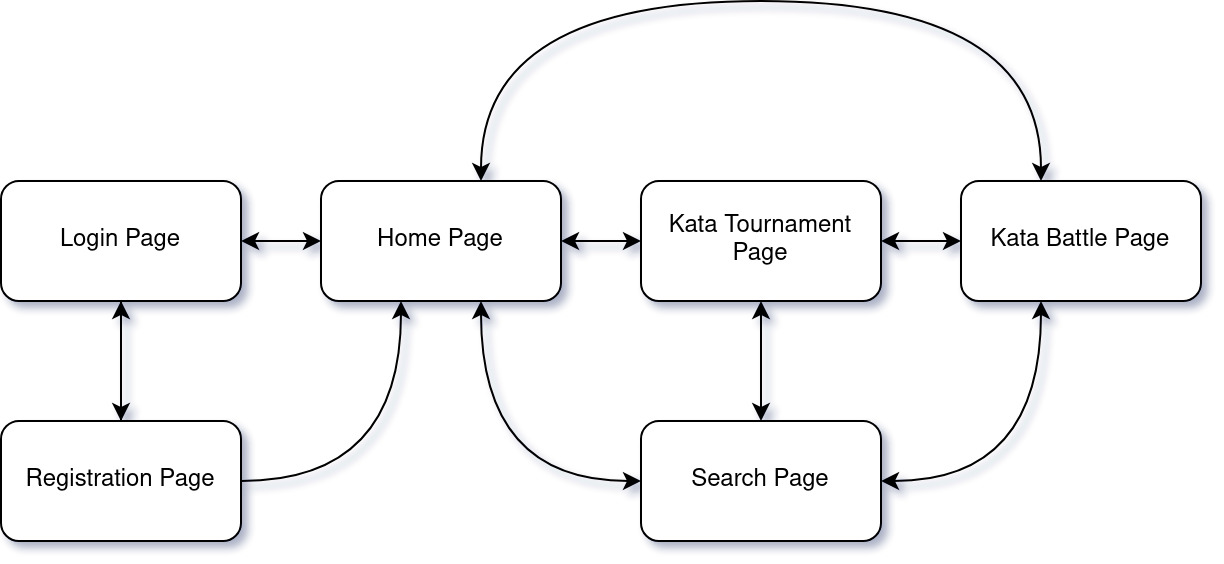 Login Page
Home Page
Kata Tournament
Page
Kata Battle Page
Registration Page
Search Page